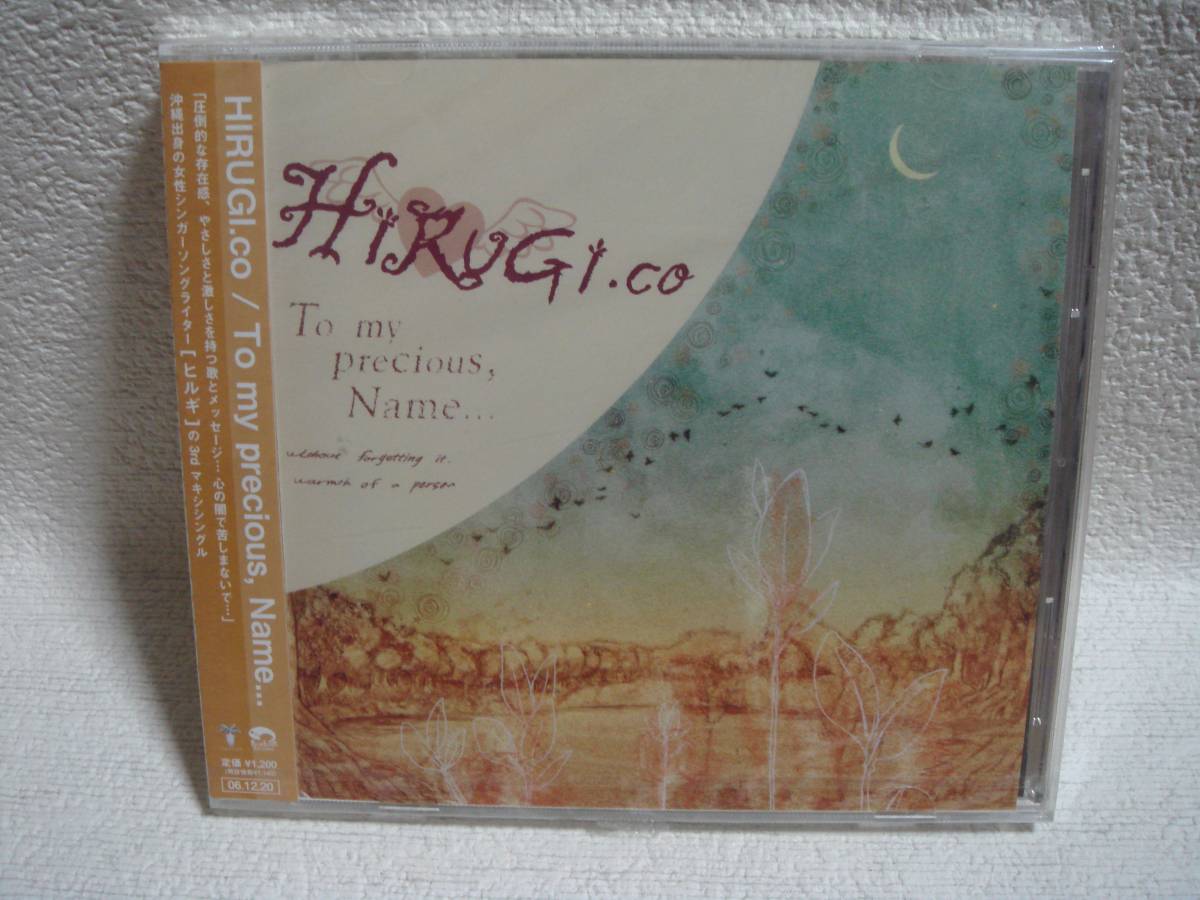 HIRUGI.co / To my precious, Name...
「圧倒的な存在感、やさしさと激しさを持つ歌とメッセージ… 心の闇で苦しまないで…」
沖縄出身の女性シンガーソングライター [ ヒルギ ] の 3rd マキシシングル
定価 ¥1,200
06.12.20
HiRUGi.co
To my
precious,
Name...
without forgetting it.
warmth of a person